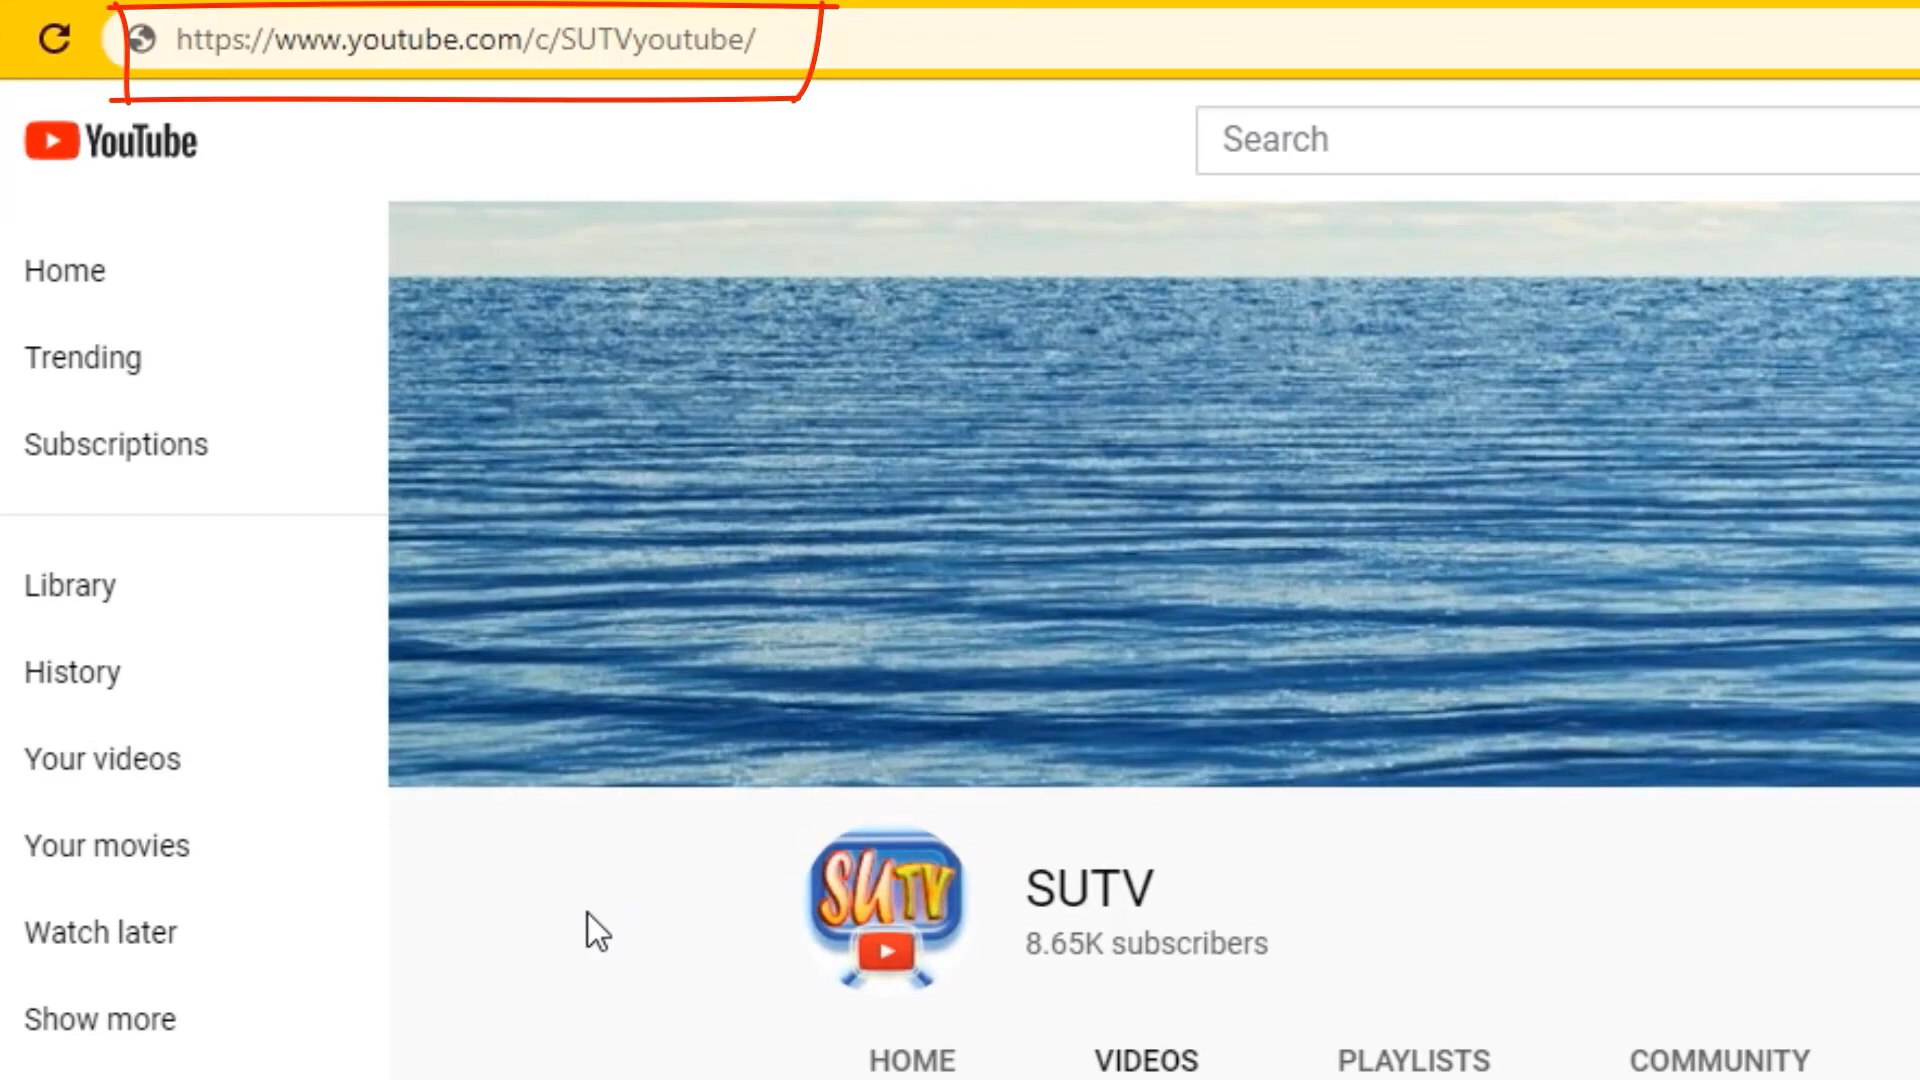 https://www.youtube.com/c/SUTVyoutube/
YouTube
Search
Home
Trending
Subscriptions
Library
History
Your videos
Your movies
Watch later
Show more
SUTV
SUTV
8.65K subscribers
HOME VIDEOS PLAYLISTS COMMUNITY